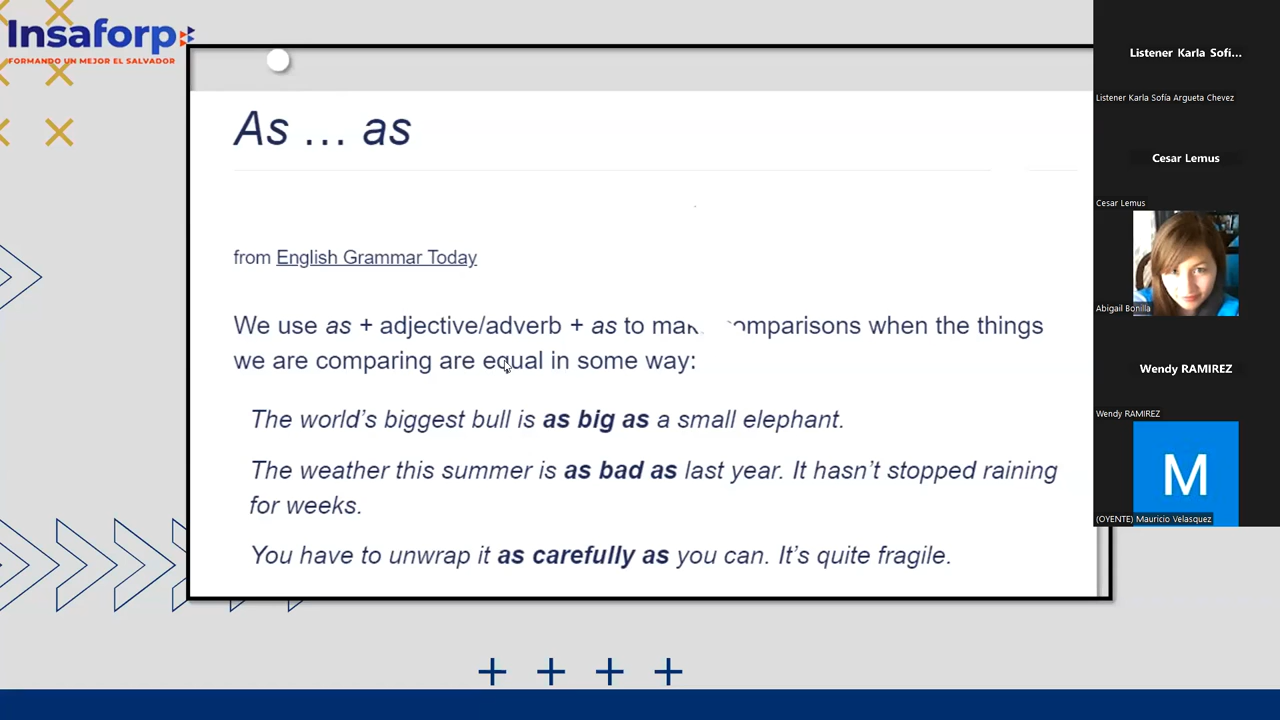 Insaforp
FORMANDO UN MEJOR EL SALVADOR
As ... as
from English Grammar Today
We use as + adjective/adverb + as to comparisons when the things
we are comparing are equal in some way:
The world's biggest bull is as big as a small elephant.
The weather this summer is as bad as last year. It hasn't stopped raining
for weeks.
You have to unwrap it as carefully as you can. It's quite fragile.
Listener Karla Sofi...
Listener Karla Sofía Argueta Chevez
Cesar Lemus
Cesar Lemus
Abigail Bonilla
Wendy RAMIREZ
Wendy RAMIREZ
M
(OYENTE) Mauricio Velasquez